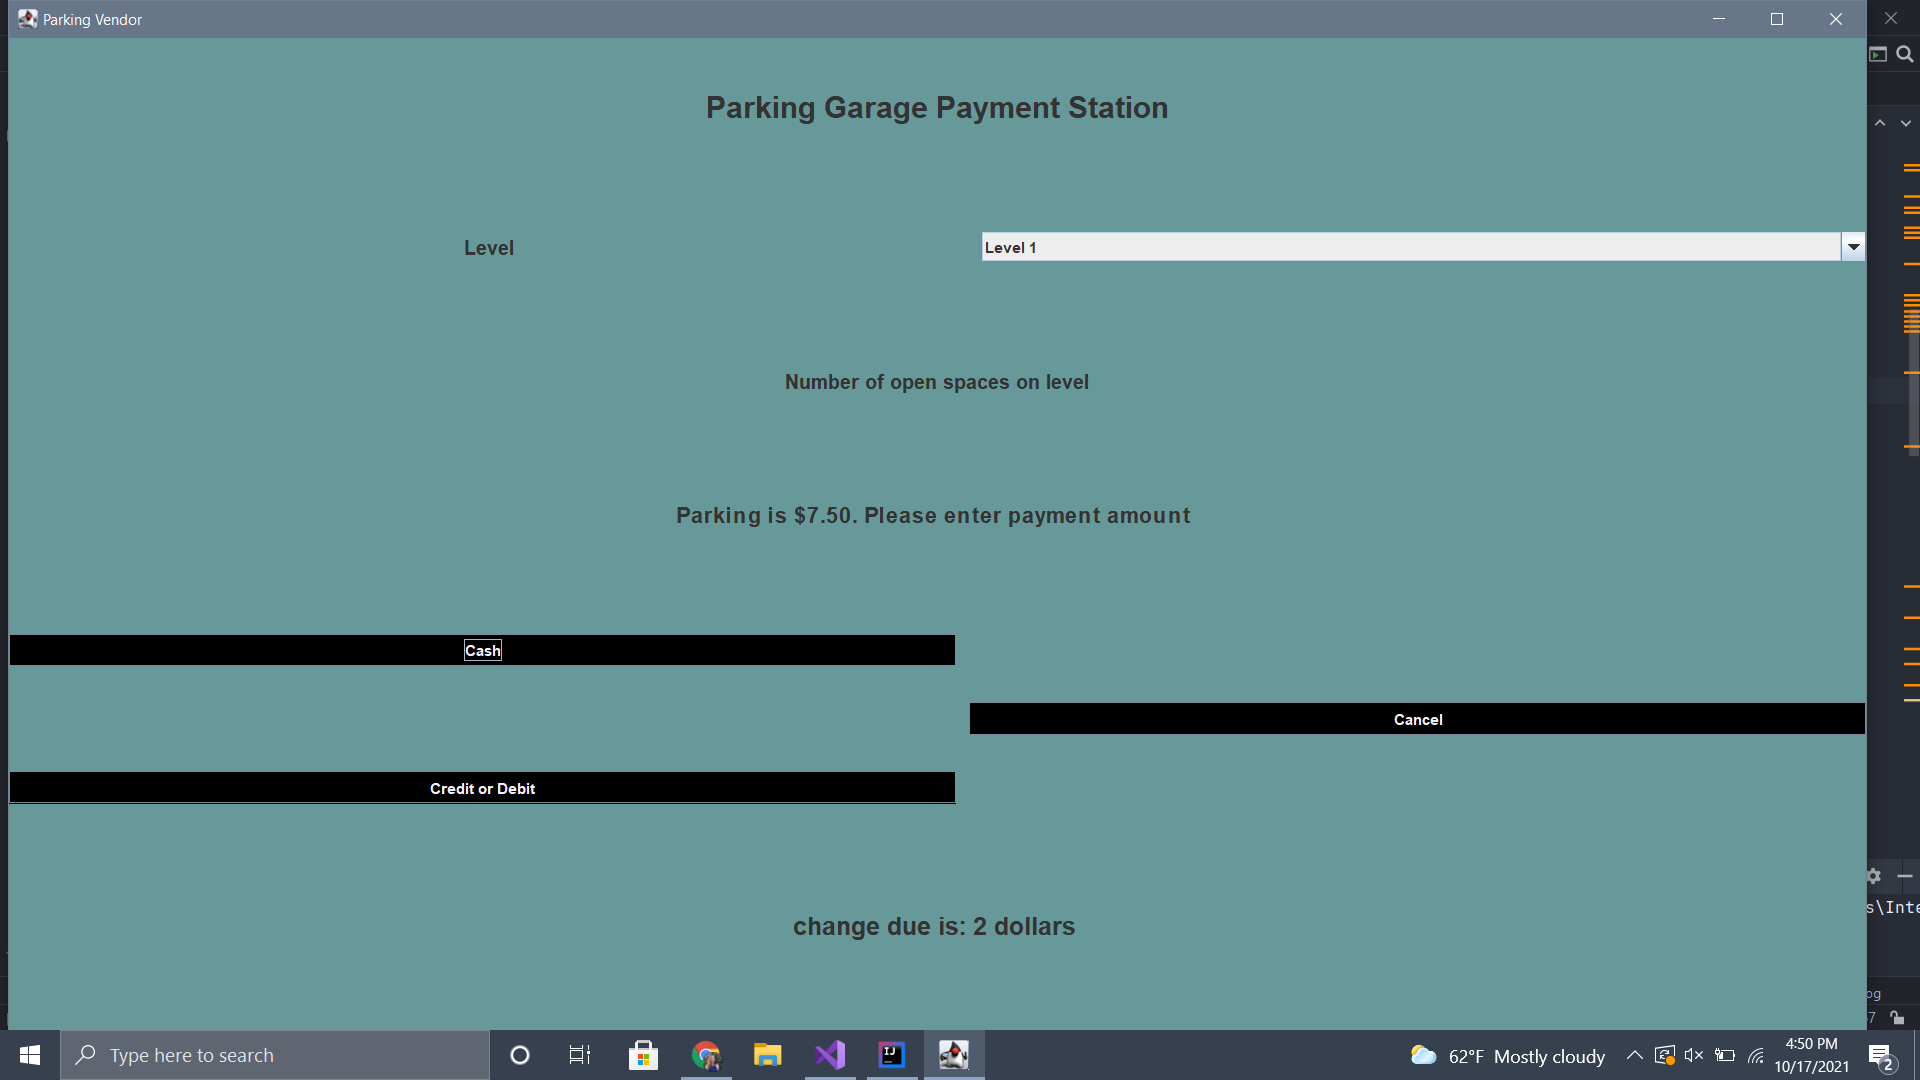 Parking Vendor
Parking Garage Payment Station
Level
Level 1
Number of open spaces on level
Parking is $7.50. Please enter payment amount
Cash
Cancel
Credit or Debit
change due is: 2 dollars
s\Inte
og
Type here to search
62°F Mostly cloudy
4:50 PM
10/17/2021
2